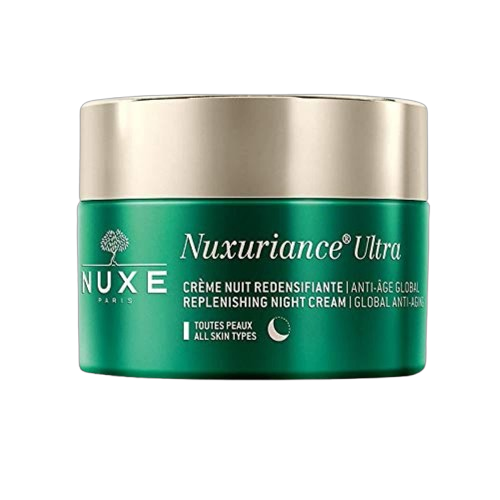 NUXE
PARIS
Nuxuriance® Ultra
CRÈME NUIT REDENSIFIANTE | ANTI-ÂGE GLOBAL
REPLENISHING NIGHT CREAM | GLOBAL ANTI-AGING
TOUTES PEAUX
ALL SKIN TYPES